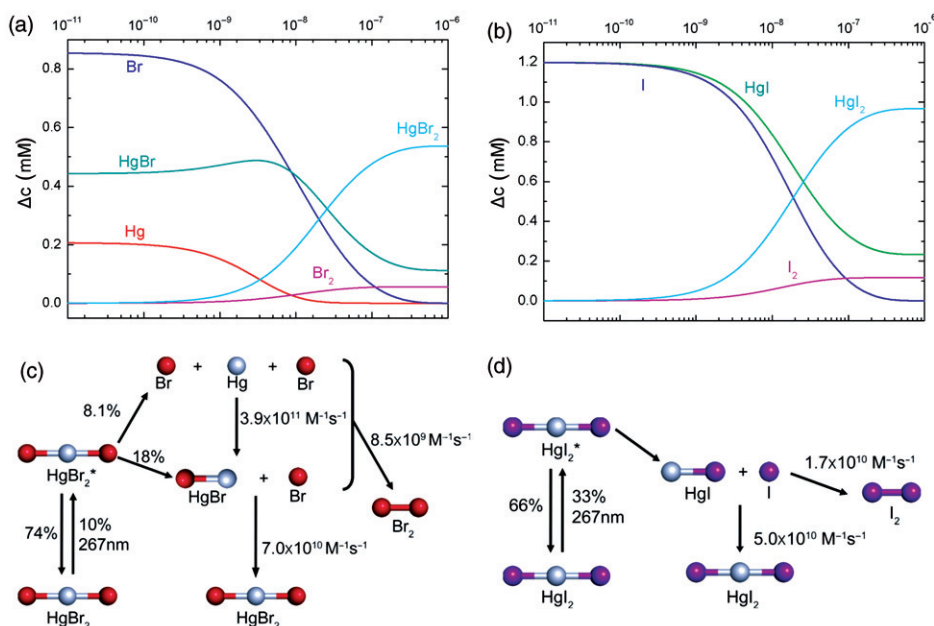 (a)
10⁻¹¹ 10⁻¹⁰ 10⁻⁹ 10⁻⁸ 10⁻⁷ 10⁻⁶
0.8
0.6
0.4
0.2
0.0
Δc (mM)
Br
HgBr
Hg
HgBr₂
Br₂
(b)
10⁻¹¹ 10⁻¹⁰ 10⁻⁹ 10⁻⁸ 10⁻⁷ 10⁻⁶
1.2
1.0
0.8
0.6
0.4
0.2
0.0
Δc (mM)
I
HgI
HgI₂
I₂
(c)
Br + Hg + Br
8.1%
3.9x10¹¹ M⁻¹s⁻¹
8.5x10⁹ M⁻¹s⁻¹
HgBr₂*
18%
HgBr + Br
Br₂
74%
10%
267nm
7.0x10¹⁰ M⁻¹s⁻¹
HgBr₂
HgBr₂
(d)
HgI₂*
HgI + I
1.7x10¹⁰ M⁻¹s⁻¹
I₂
66%
33%
267nm
5.0x10¹⁰ M⁻¹s⁻¹
HgI₂
HgI₂